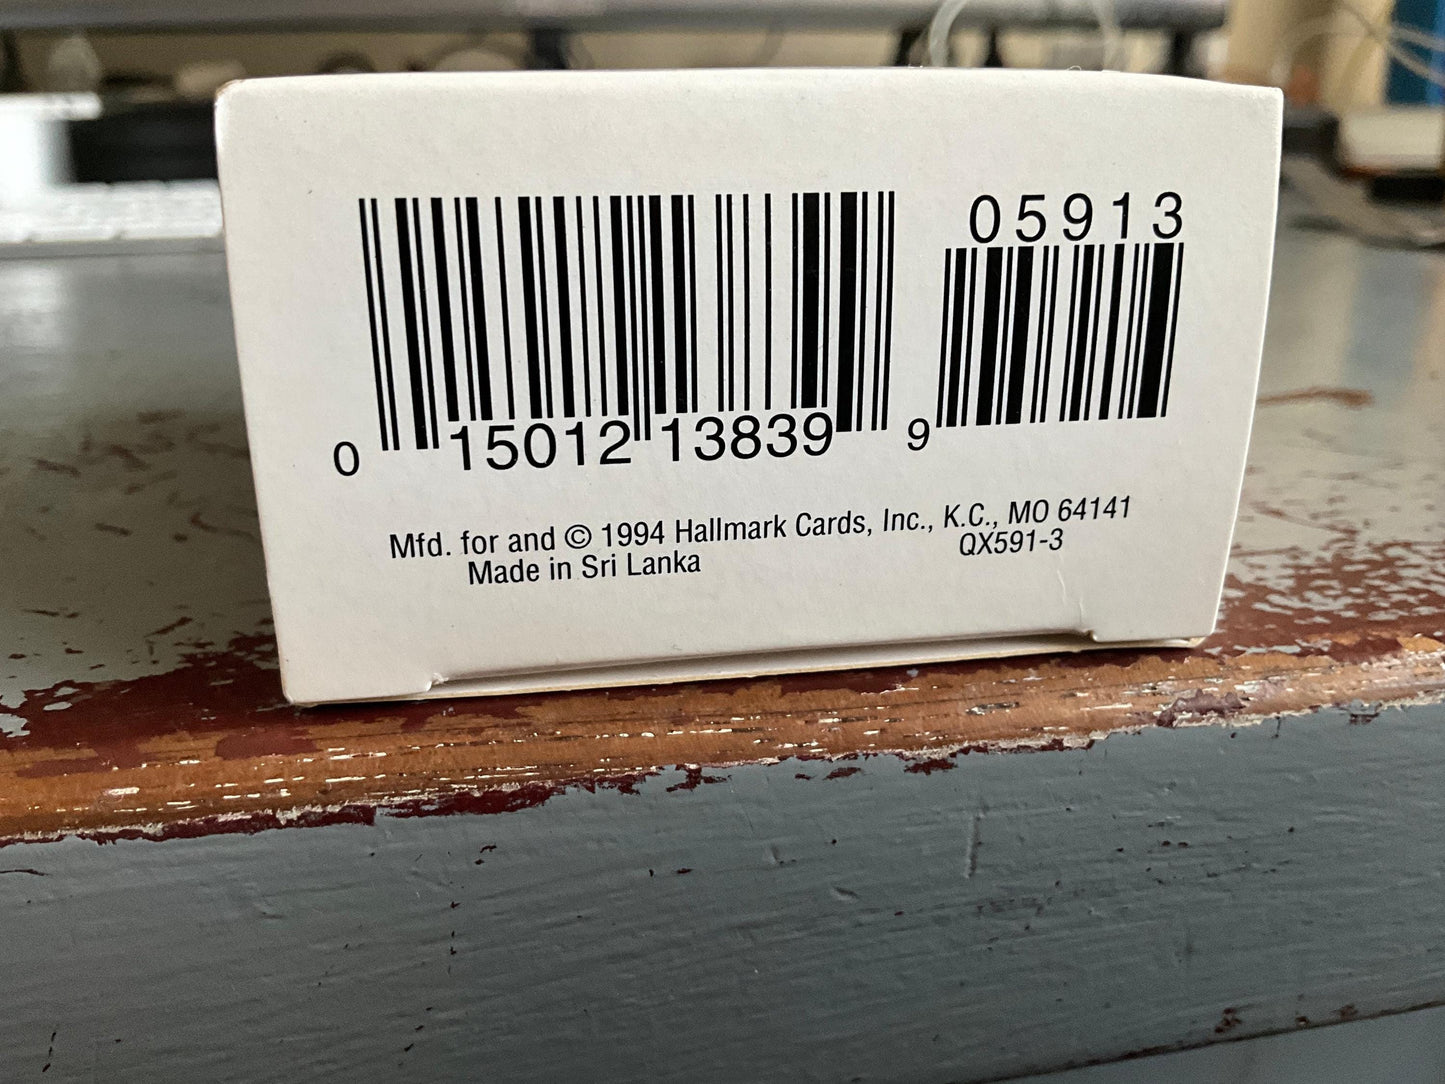 05913
0 15012 13839 9
Mfd. for and © 1994 Hallmark Cards, Inc., K.C., MO 64141
Made in Sri Lanka QX591-3